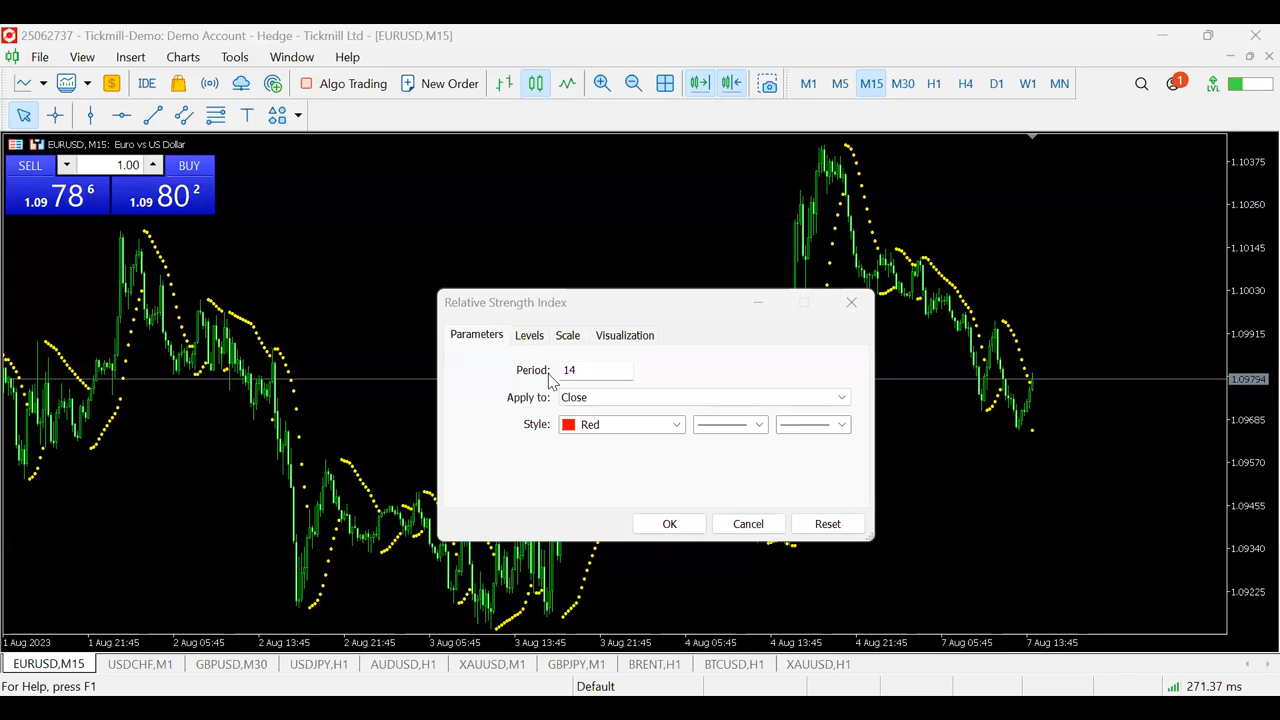 25062737 - Tickmill-Demo: Demo Account - Hedge - Tickmill Ltd - [EURUSD,M15]
File View Insert Charts Tools Window Help
IDE Algo Trading New Order M1 M5 M15 M30 H1 H4 D1 W1 MN 1 LVL
T
EURUSD, M15: Euro vs US Dollar
SELL 1.00 BUY
1.09 78 6 1.09 80 2
1.10375
1.10260
1.10145
1.10030
1.09915
1.09794
1.09685
1.09570
1.09455
1.09340
1.09225
Relative Strength Index
Parameters Levels Scale Visualization
Period: 14
Apply to: Close
Style: Red
OK Cancel Reset
1 Aug 2023 1 Aug 21:45 2 Aug 05:45 2 Aug 13:45 2 Aug 21:45 3 Aug 05:45 3 Aug 13:45 3 Aug 21:45 4 Aug 05:45 4 Aug 13:45 4 Aug 21:45 7 Aug 05:45 7 Aug 13:45
EURUSD,M15 USDCHF,M1 GBPUSD,M30 USDJPY,H1 AUDUSD,H1 XAUUSD,M1 GBPJPY,M1 BRENT,H1 BTCUSD,H1 XAUUSD,H1
For Help, press F1 Default 271.37 ms